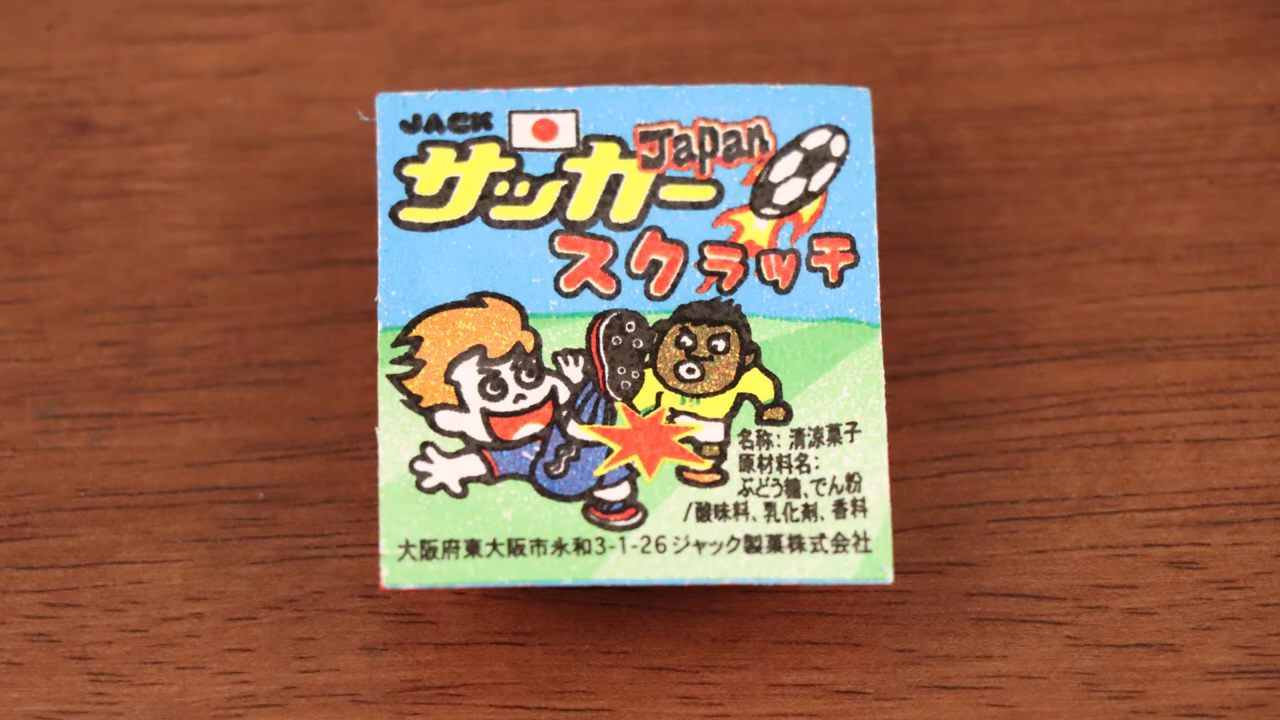 JACK
サッカー
Japan
スクラッチ
名称：清涼菓子
原材料名：
ぶどう糖、でん粉
/酸味料、乳化剤、香料
大阪府東大阪市永和3-1-26ジャック製菓株式会社